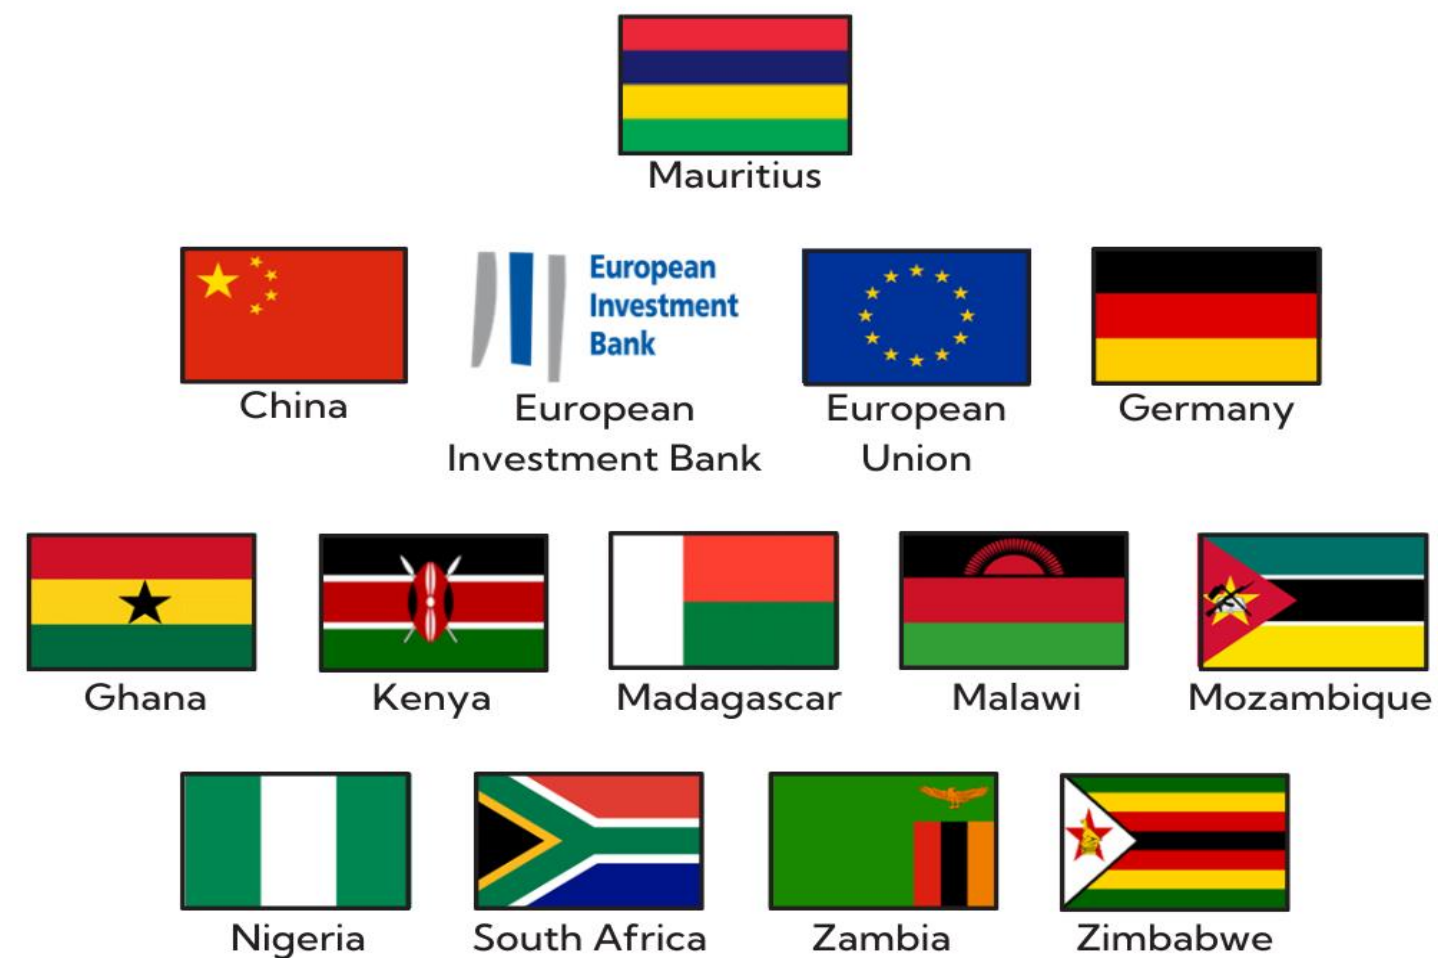 Mauritius
European
Investment
Bank
China
European
Investment Bank
European
Union
Germany
Ghana
Kenya
Madagascar
Malawi
Mozambique
Nigeria
South Africa
Zambia
Zimbabwe